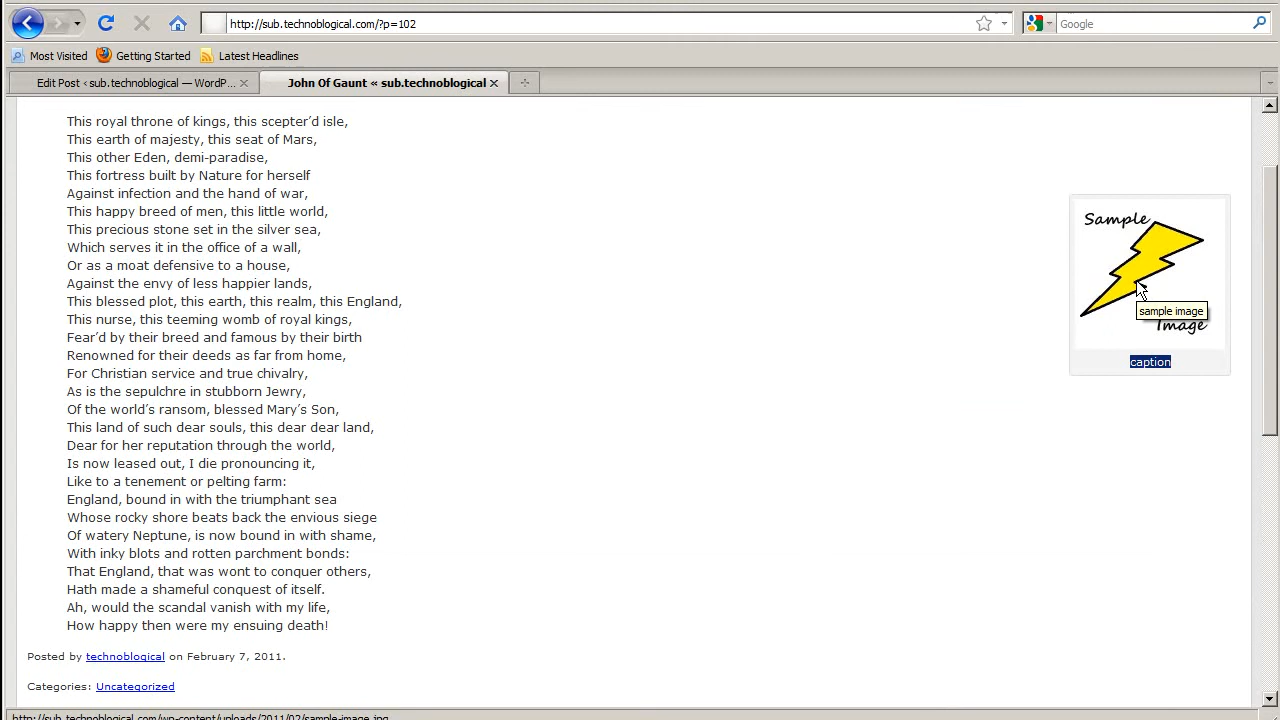 http://sub.technoblogical.com/?p=102
Google
Most Visited
Getting Started
Latest Headlines
Edit Post ‹ sub.technoblogical — WordP...
John Of Gaunt « sub.technoblogical
This royal throne of kings, this scepter’d isle,
This earth of majesty, this seat of Mars,
This other Eden, demi-paradise,
This fortress built by Nature for herself
Against infection and the hand of war,
This happy breed of men, this little world,
This precious stone set in the silver sea,
Which serves it in the office of a wall,
Or as a moat defensive to a house,
Against the envy of less happier lands,
This blessed plot, this earth, this realm, this England,
This nurse, this teeming womb of royal kings,
Fear’d by their breed and famous by their birth
Renowned for their deeds as far from home,
For Christian service and true chivalry,
As is the sepulchre in stubborn Jewry,
Of the world’s ransom, blessed Mary’s Son,
This land of such dear souls, this dear dear land,
Dear for her reputation through the world,
Is now leased out, I die pronouncing it,
Like to a tenement or pelting farm:
England, bound in with the triumphant sea
Whose rocky shore beats back the envious siege
Of watery Neptune, is now bound in with shame,
With inky blots and rotten parchment bonds:
That England, that was wont to conquer others,
Hath made a shameful conquest of itself.
Ah, would the scandal vanish with my life,
How happy then were my ensuing death!
Sample
sample image
Image
caption
Posted by technoblogical on February 7, 2011.
Categories: Uncategorized
http://sub.technoblogical.com/wp-content/uploads/2011/02/sample-image.jpg